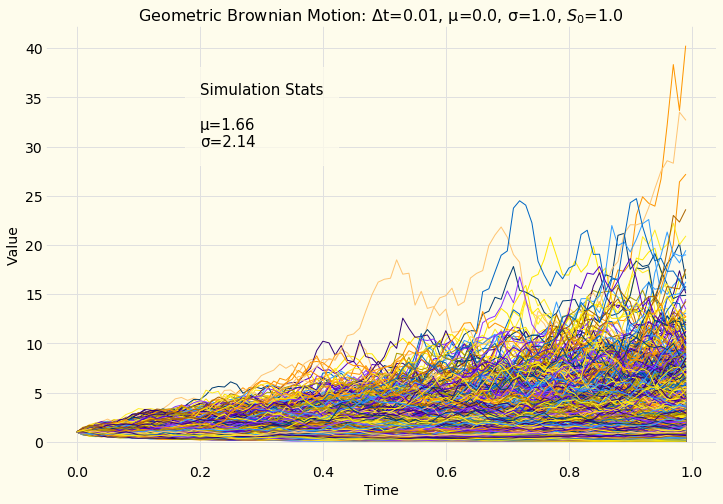 Geometric Brownian Motion: Δt=0.01, μ=0.0, σ=1.0, S₀=1.0
40
35
30
25
20
15
10
5
0
Value
Simulation Stats
μ=1.66
σ=2.14
0.0 0.2 0.4 0.6 0.8 1.0
Time